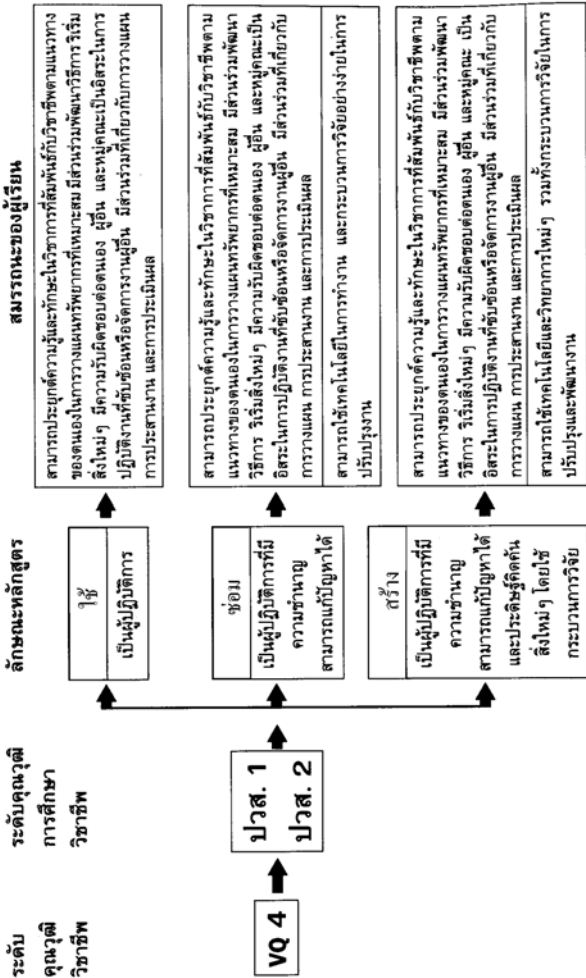 ระดับ
คุณวุฒิ
วิชาชีพ
ระดับคุณวุฒิ
การศึกษา
วิชาชีพ
ลักษณะหลักสูตร
สมรรถนะของผู้เรียน
VQ 4
ปวส. 1
ปวส. 2
ใช้
เป็นผู้ปฏิบัติการ
สามารถประยุกต์ความรู้และทักษะในวิชาการที่สัมพันธ์กับวิชาชีพตามแนวทาง
ของตนเองในการวางแผนทรัพยากรที่เหมาะสม มีส่วนร่วมพัฒนาวิธีการ ริเริ่ม
สิ่งใหม่ๆ มีความรับผิดชอบต่อตนเอง ผู้อื่น และหมู่คณะเป็นอิสระในการ
ปฏิบัติงานที่ซับซ้อนหรือจัดการงานผู้อื่น มีส่วนร่วมที่เกี่ยวกับการวางแผน
การประสานงาน และการประเมินผล
ซ่อม
เป็นผู้ปฏิบัติการที่มี
ความชำนาญ
สามารถแก้ปัญหาได้
สามารถประยุกต์ความรู้และทักษะในวิชาการที่สัมพันธ์กับวิชาชีพตาม
แนวทางของตนเองในการวางแผนทรัพยากรที่เหมาะสม มีส่วนร่วมพัฒนา
วิธีการ ริเริ่มสิ่งใหม่ๆ มีความรับผิดชอบต่อตนเอง ผู้อื่น และหมู่คณะเป็น
อิสระในการปฏิบัติงานที่ซับซ้อนหรือจัดการงานผู้อื่น มีส่วนร่วมที่เกี่ยวกับ
การวางแผน การประสานงาน และการประเมินผล
สามารถใช้เทคโนโลยีในการทำงาน และกระบวนการวิจัยอย่างง่ายในการ
ปรับปรุงงาน
สร้าง
เป็นผู้ปฏิบัติการที่มี
ความชำนาญ
สามารถแก้ปัญหาได้
และประดิษฐ์คิดค้น
สิ่งใหม่ๆ โดยใช้
กระบวนการวิจัย
สามารถประยุกต์ความรู้และทักษะในวิชาการที่สัมพันธ์กับวิชาชีพตาม
แนวทางของตนเองในการวางแผนทรัพยากรที่เหมาะสม มีส่วนร่วมพัฒนา
วิธีการ ริเริ่มสิ่งใหม่ๆ มีความรับผิดชอบต่อตนเอง ผู้อื่น และหมู่คณะ เป็น
อิสระในการปฏิบัติงานที่ซับซ้อนหรือจัดการงานผู้อื่น มีส่วนร่วมที่เกี่ยวกับ
การวางแผน การประสานงาน และการประเมินผล
สามารถใช้เทคโนโลยีและวิทยาการใหม่ๆ รวมทั้งกระบวนการวิจัยในการ
ปรับปรุงและพัฒนางาน